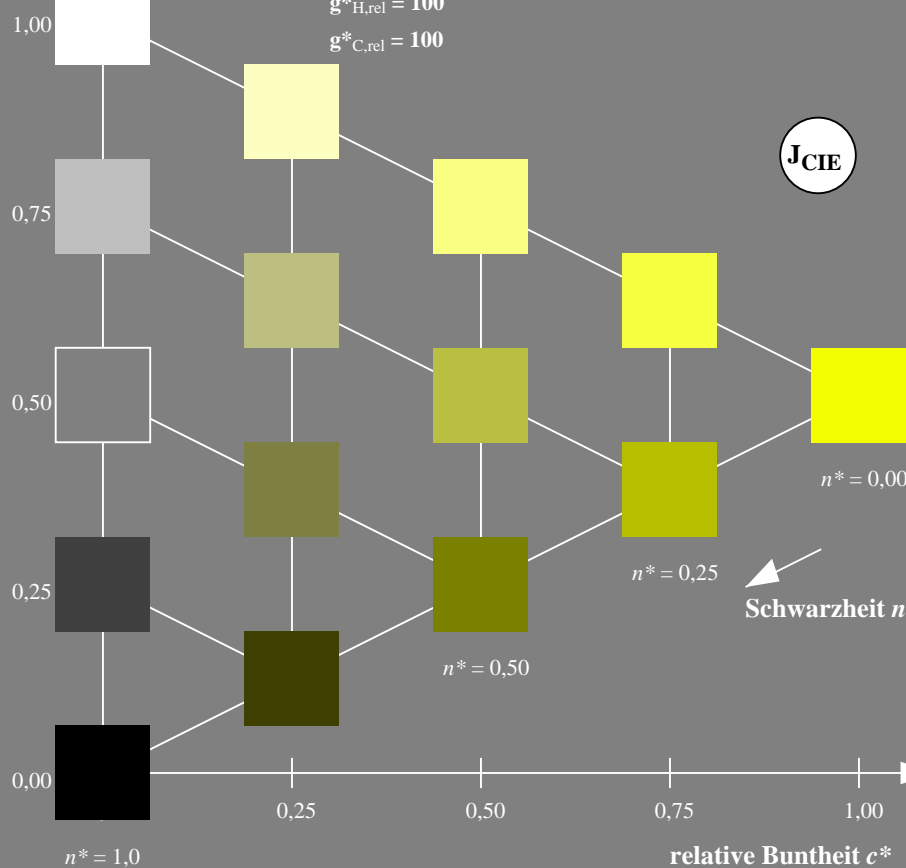 g*H,rel = 100
1,00
g*C,rel = 100
JCIE
0,75
0,50
n* = 0,00
n* = 0,25
0,25
Schwarzheit n
n* = 0,50
0,00
0,25 0,50 0,75 1,00
n* = 1,0
relative Buntheit c*